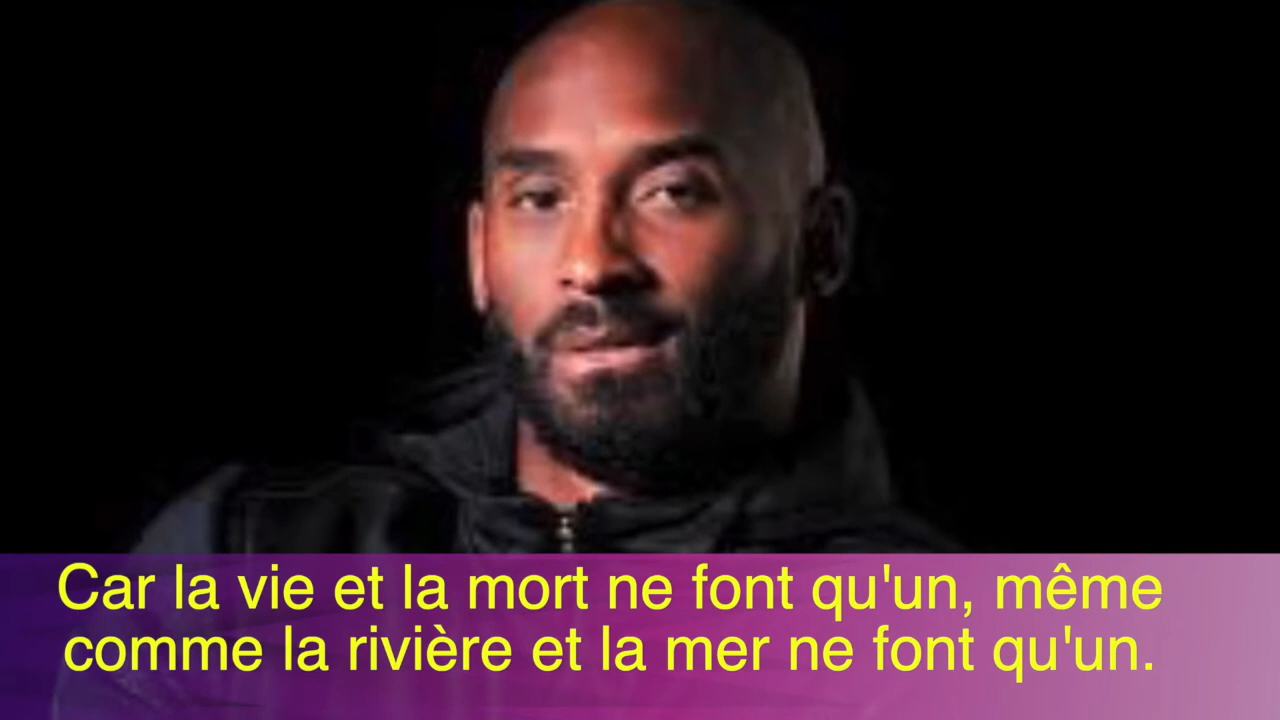 Car la vie et la mort ne font qu'un, même
comme la rivière et la mer ne font qu'un.